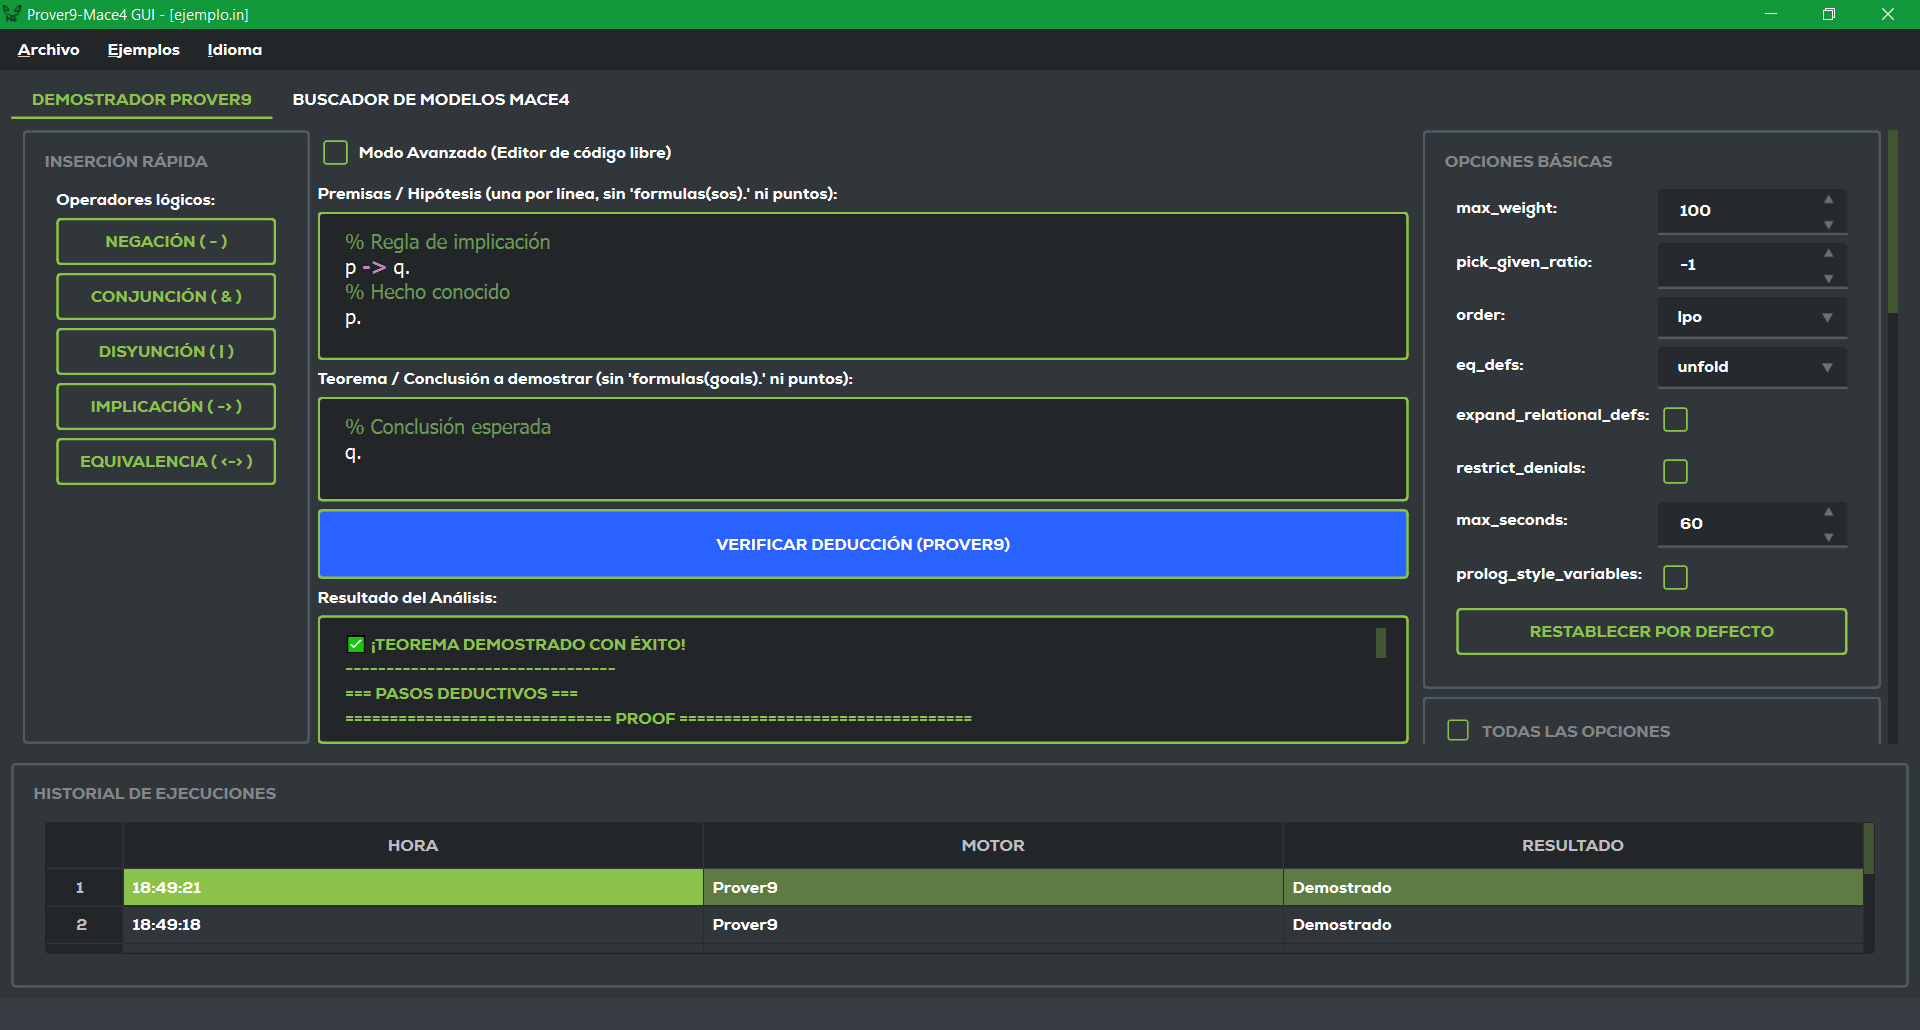 Prover9-Mace4 GUI - [ejemplo.in]
Archivo Ejemplos Idioma
DEMOSTRADOR PROVER9 BUSCADOR DE MODELOS MACE4
INSERCIÓN RÁPIDA
Operadores lógicos:
NEGACIÓN ( - )
CONJUNCIÓN ( & )
DISYUNCIÓN ( | )
IMPLICACIÓN ( -> )
EQUIVALENCIA ( <-> )
Modo Avanzado (Editor de código libre)
Premisas / Hipótesis (una por línea, sin 'formulas(sos).' ni puntos):
% Regla de implicación
p -> q.
% Hecho conocido
p.
Teorema / Conclusión a demostrar (sin 'formulas(goals).' ni puntos):
% Conclusión esperada
q.
VERIFICAR DEDUCCIÓN (PROVER9)
Resultado del Análisis:
✅ ¡TEOREMA DEMOSTRADO CON ÉXITO!
---------------------------------
=== PASOS DEDUCTIVOS ===
============================== PROOF =================================
OPCIONES BÁSICAS
max_weight: 100
pick_given_ratio: -1
order: lpo
eq_defs: unfold
expand_relational_defs:
restrict_denials:
max_seconds: 60
prolog_style_variables:
RESTABLECER POR DEFECTO
TODAS LAS OPCIONES
HISTORIAL DE EJECUCIONES
HORA MOTOR RESULTADO
1 18:49:21 Prover9 Demostrado
2 18:49:18 Prover9 Demostrado